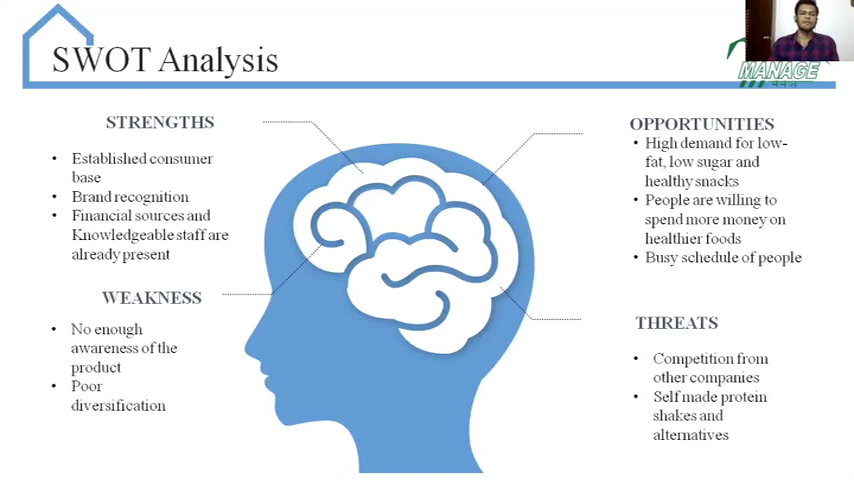 SWOT Analysis
MANAGE
STRENGTHS
• Established consumer
base
• Brand recognition
• Financial sources and
Knowledgeable staff are
already present
WEAKNESS
• No enough
awareness of the
product
• Poor
diversification
OPPORTUNITIES
• High demand for low-
fat, low sugar and
healthy snacks
• People are willing to
spend more money on
healthier foods
• Busy schedule of people
THREATS
• Competition from
other companies
• Self made protein
shakes and
alternatives